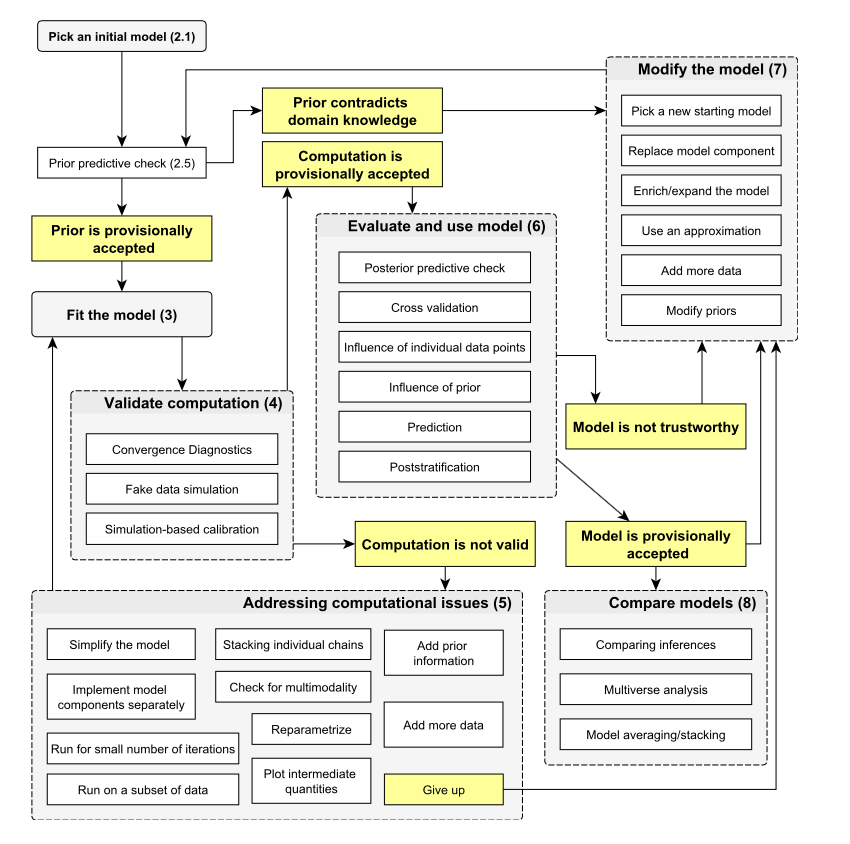 Pick an initial model (2.1)
Prior predictive check (2.5)
Prior is provisionally
accepted
Fit the model (3)
Prior contradicts
domain knowledge
Computation is
provisionally accepted
Modify the model (7)
Pick a new starting model
Replace model component
Enrich/expand the model
Use an approximation
Add more data
Modify priors
Evaluate and use model (6)
Posterior predictive check
Cross validation
Influence of individual data points
Influence of prior
Prediction
Poststratification
Validate computation (4)
Convergence Diagnostics
Fake data simulation
Simulation-based calibration
Model is not trustworthy
Computation is not valid
Model is provisionally
accepted
Addressing computational issues (5)
Simplify the model
Implement model
components separately
Run for small number of iterations
Run on a subset of data
Stacking individual chains
Check for multimodality
Reparametrize
Plot intermediate
quantities
Add prior
information
Add more data
Give up
Compare models (8)
Comparing inferences
Multiverse analysis
Model averaging/stacking